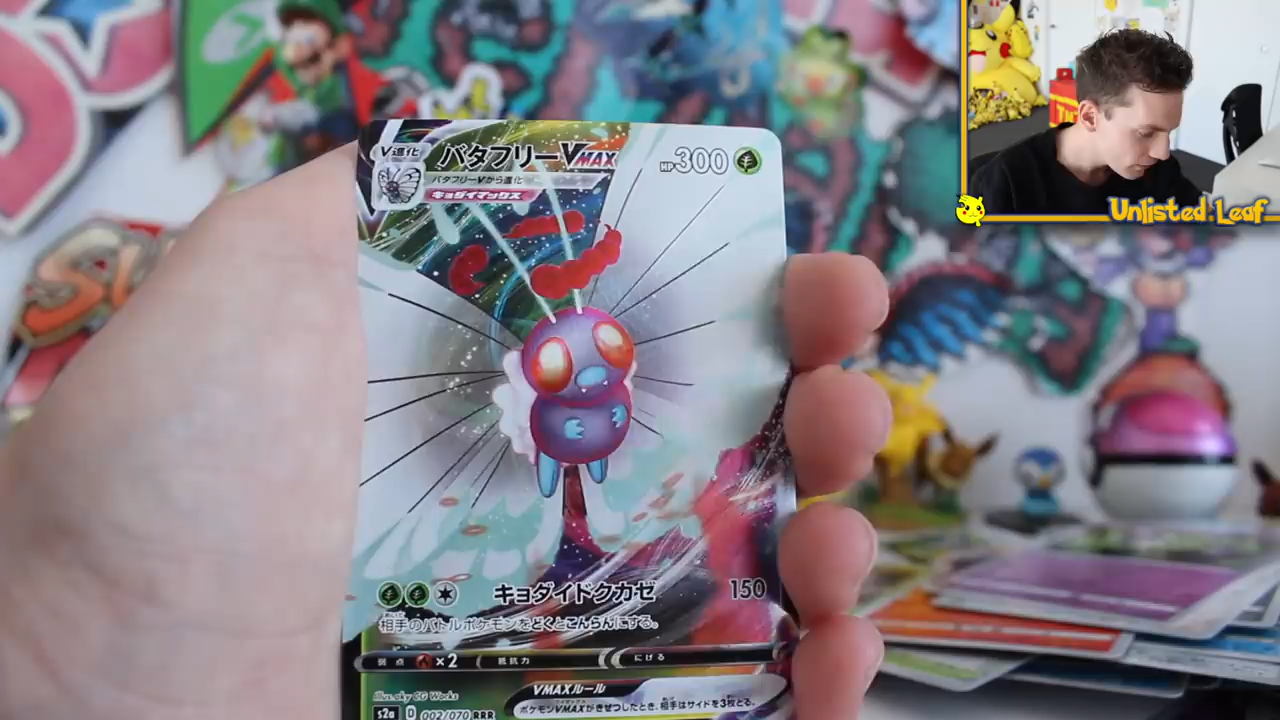 V進化
バタフリーVMAX
HP300
バタフリーVから進化
キョダイマックス
Unlisted Leaf
キョダイドクカゼ 150
相手のバトルポケモンをどくとこんらんにする。
弱点 ×2 抵抗力 にげる
Illus. aky CG Works
VMAXルール
ポケモンVMAXがきぜつしたとき、相手はサイドを3枚とる。
s2a D 002/070 RRR